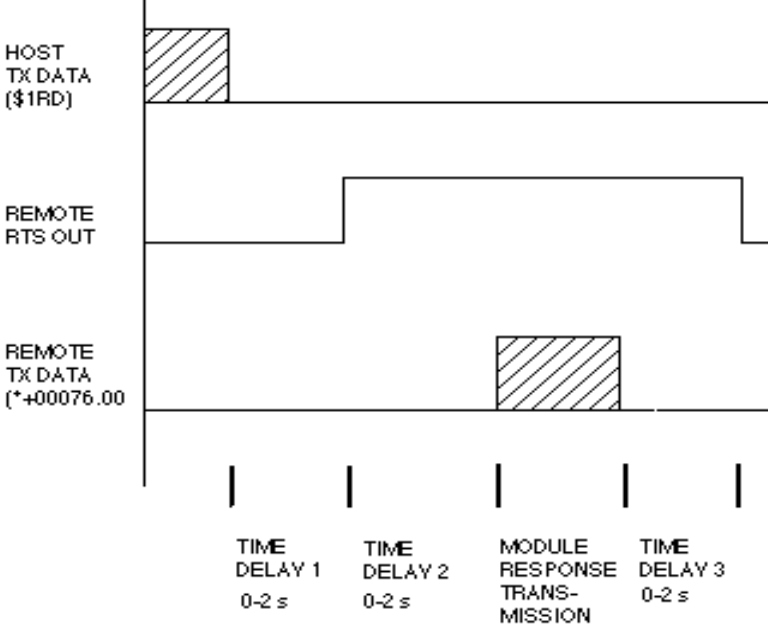 HOST
TX DATA
($1RD)
REMOTE
RTS OUT
REMOTE
TX DATA
(*+00076.00
TIME
DELAY 1
0-2 s
TIME
DELAY 2
0-2 s
MODULE
RESPONSE
TRANS-
MISSION
TIME
DELAY 3
0-2 s